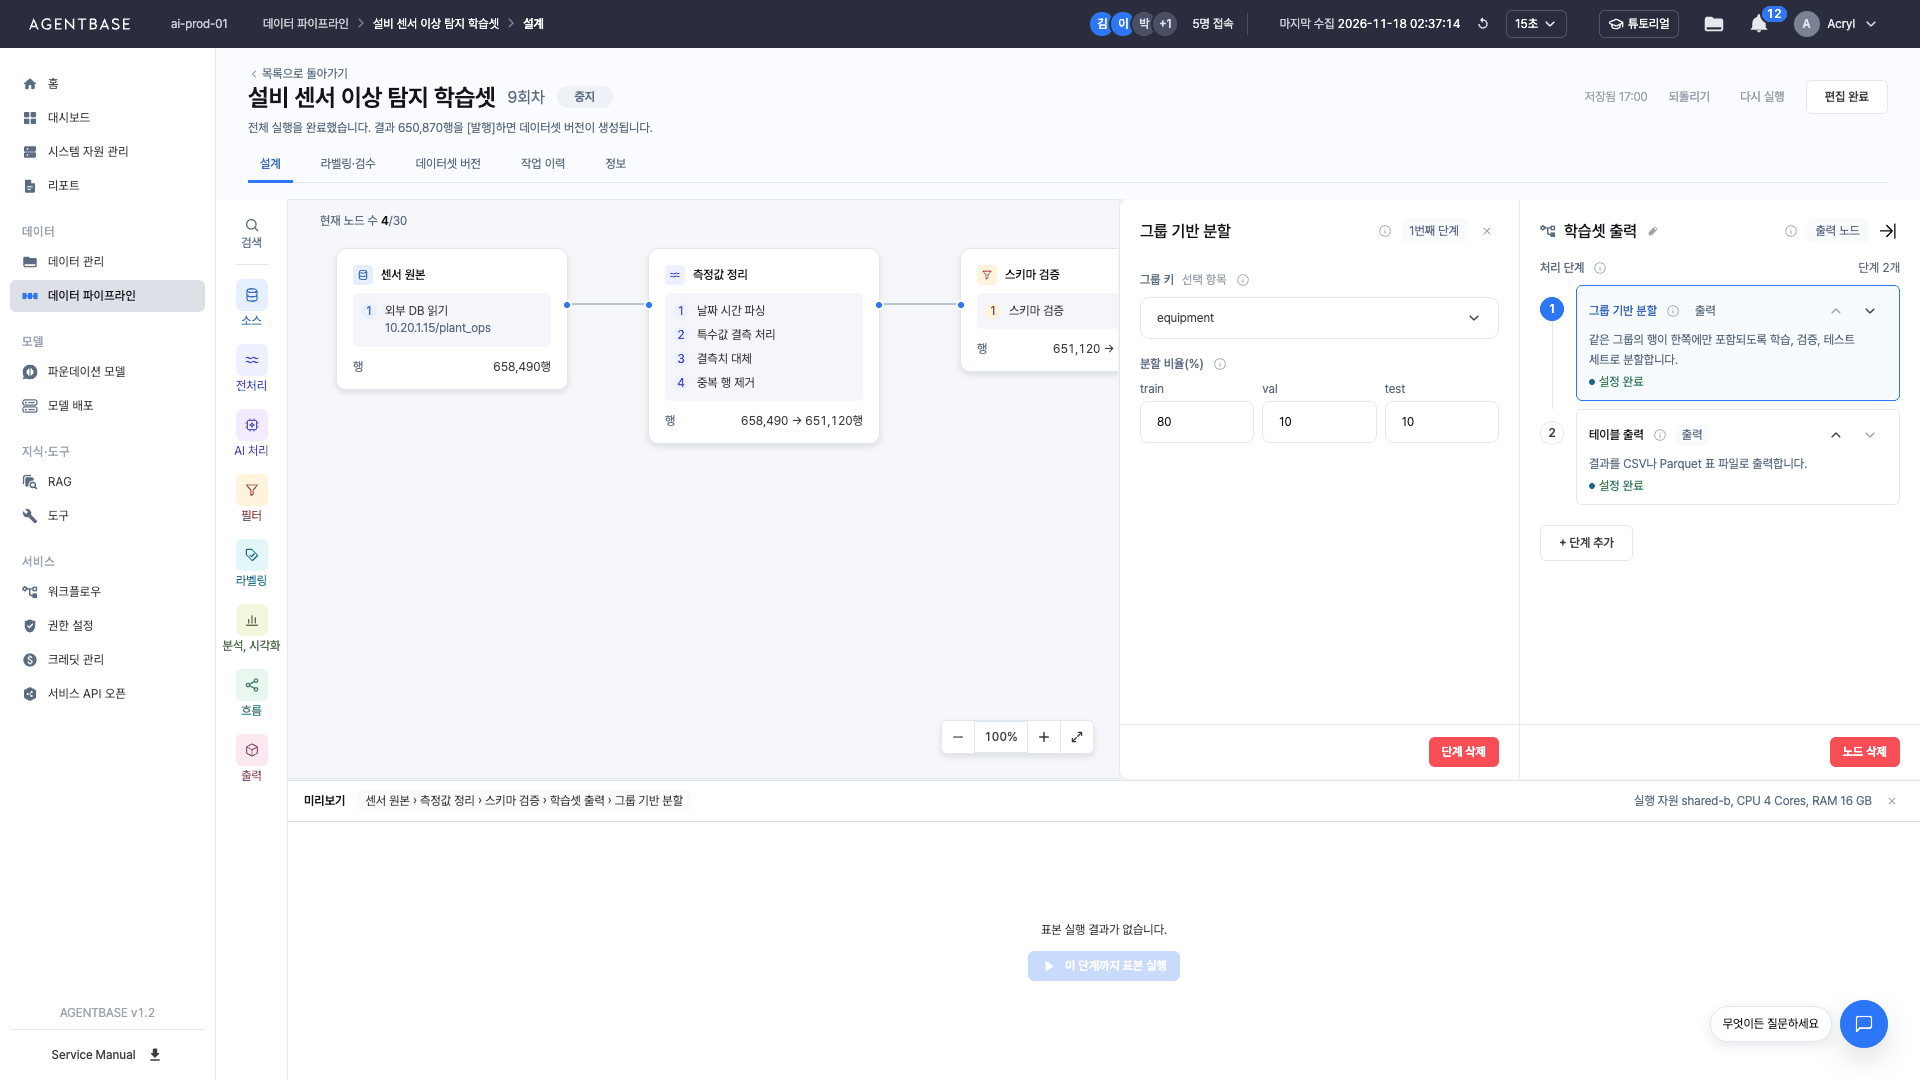 AGENTBASE
ai-prod-01
데이터 파이프라인 > 설비 센서 이상 탐지 학습셋 > 설계
김 이 박 +1 5명 접속
마지막 수집 2026-11-18 02:37:14
15초
튜토리얼
12
A Acryl
홈
대시보드
시스템 자원 관리
리포트
데이터
데이터 관리
데이터 파이프라인
모델
파운데이션 모델
모델 배포
지식·도구
RAG
도구
서비스
워크플로우
권한 설정
크레딧 관리
서비스 API 오픈
AGENTBASE v1.2
Service Manual
목록으로 돌아가기
설비 센서 이상 탐지 학습셋 9회차 중지
저장됨 17:00 되돌리기 다시 실행 편집 완료
전체 실행을 완료했습니다. 결과 650,870행을 [발행]하면 데이터셋 버전이 생성됩니다.
설계 라벨링·검수 데이터셋 버전 작업 이력 정보
검색
소스
전처리
AI 처리
필터
라벨링
분석, 시각화
흐름
출력
현재 노드 수 4/30
센서 원본
1 외부 DB 읽기
10.20.1.15/plant_ops
행 658,490행
측정값 정리
1 날짜 시간 파싱
2 특수값 결측 처리
3 결측치 대체
4 중복 행 제거
행 658,490 → 651,120행
스키마 검증
1 스키마 검증
행 651,120 →
100%
그룹 기반 분할 1번째 단계
그룹 키 선택 항목
equipment
분할 비율(%)
train val test
80 10 10
단계 삭제
학습셋 출력 출력 노드
처리 단계 단계 2개
1 그룹 기반 분할 출력
같은 그룹의 행이 한쪽에만 포함되도록 학습, 검증, 테스트
세트로 분할합니다.
설정 완료
2 테이블 출력 출력
결과를 CSV나 Parquet 표 파일로 출력합니다.
설정 완료
+ 단계 추가
노드 삭제
미리보기 센서 원본 › 측정값 정리 › 스키마 검증 › 학습셋 출력 › 그룹 기반 분할
실행 자원 shared-b, CPU 4 Cores, RAM 16 GB
표본 실행 결과가 없습니다.
이 단계까지 표본 실행
무엇이든 질문하세요